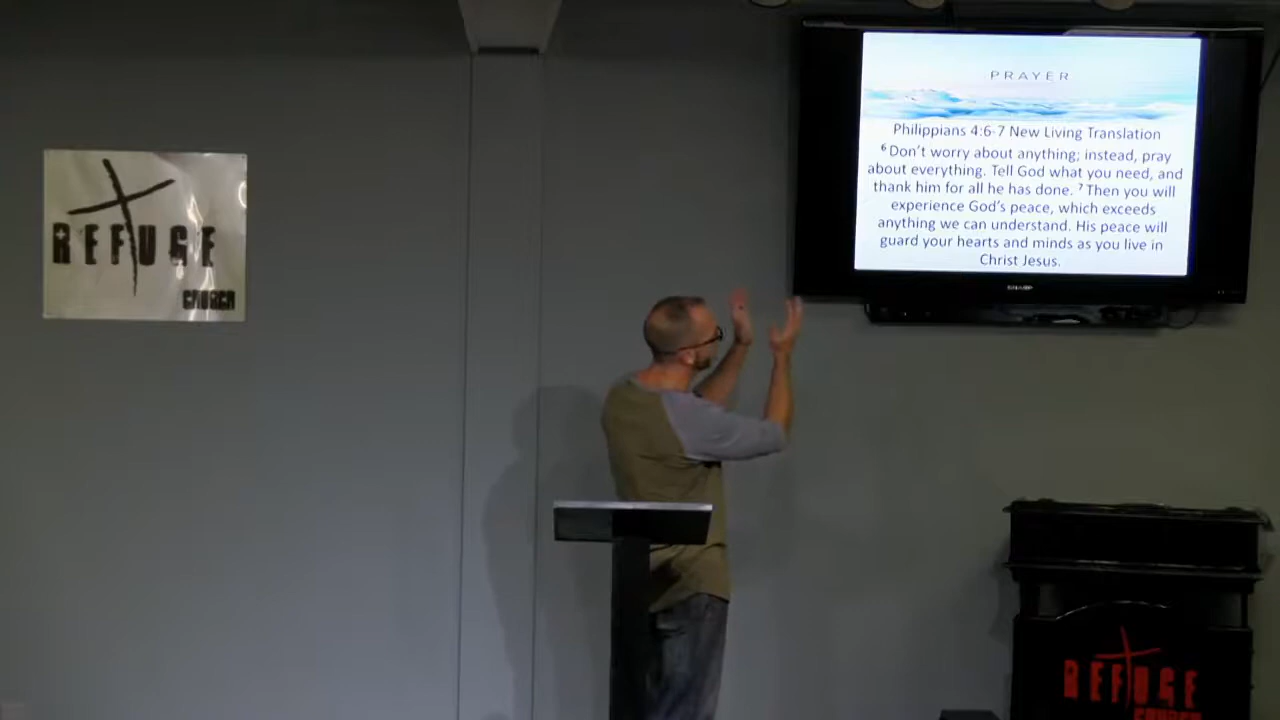 REFUGE
CHURCH
PRAYER
Philippians 4:6-7 New Living Translation
6 Don't worry about anything; instead, pray
about everything. Tell God what you need, and
thank him for all he has done. 7 Then you will
experience God's peace, which exceeds
anything we can understand. His peace will
guard your hearts and minds as you live in
Christ Jesus.
SHARP
REFUGE
CHURCH